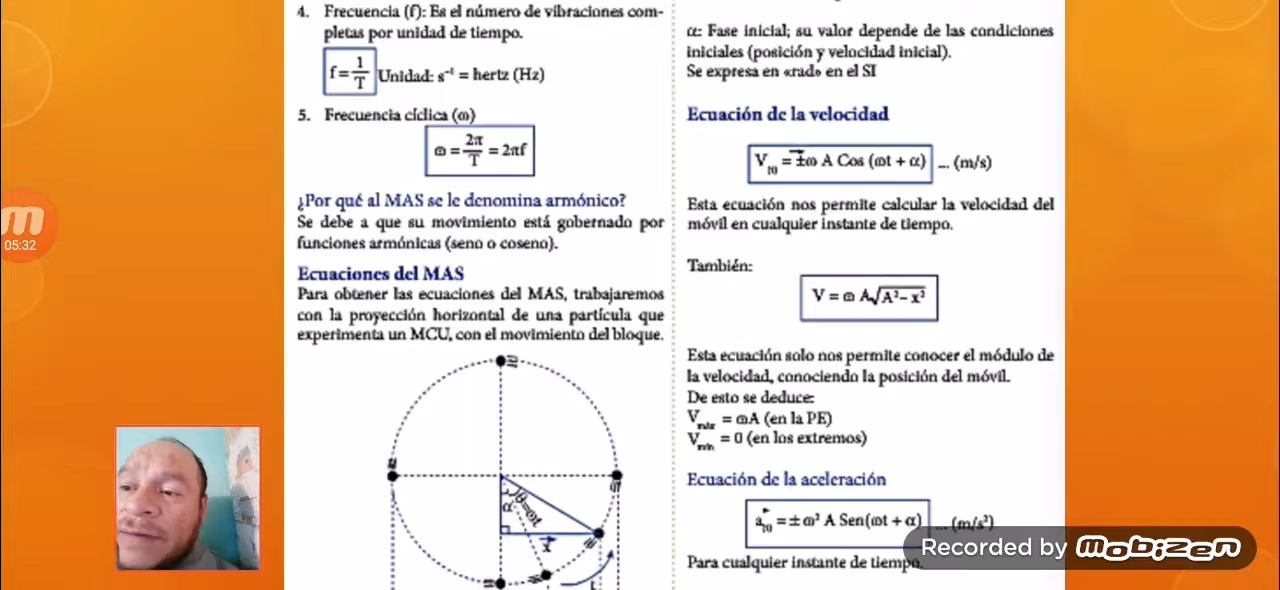 4. Frecuencia (f): Es el número de vibraciones com-
pletas por unidad de tiempo.
f = 1/T Unidad: s⁻¹ = hertz (Hz)
5. Frecuencia cíclica (ω)
ω = 2π/T = 2πf
¿Por qué al MAS se le denomina armónico?
Se debe a que su movimiento está gobernado por
funciones armónicas (seno o coseno).
Ecuaciones del MAS
Para obtener las ecuaciones del MAS, trabajaremos
con la proyección horizontal de una partícula que
experimenta un MCU, con el movimiento del bloque.
α
θ=ωt
x
α: Fase inicial; su valor depende de las condiciones
iniciales (posición y velocidad inicial).
Se expresa en «rad» en el SI
Ecuación de la velocidad
= ±ω A Cos (ωt + α) ... (m/s)
Esta ecuación nos permite calcular la velocidad del
móvil en cualquier instante de tiempo.
También:
V = ω A√A² – x²
Esta ecuación solo nos permite conocer el módulo de
la velocidad, conociendo la posición del móvil.
De esto se deduce:
V máx = ωA (en la PE)
V mín = 0 (en los extremos)
Ecuación de la aceleración
= ± ω² A Sen(ωt + α) ... (m/s²)
Para cualquier instante de tiempo.
m
05:32
Recorded by MOBIZEN